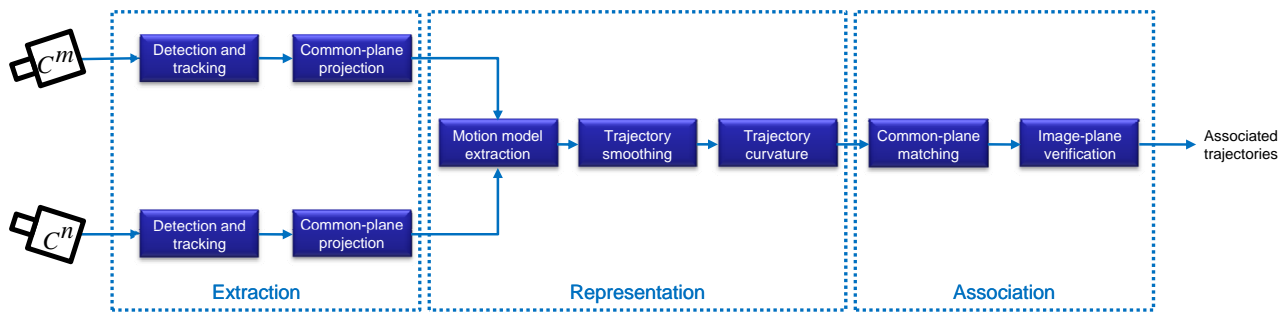 C^m
Detection and
tracking
Common-plane
projection
Motion model
extraction
Trajectory
smoothing
Trajectory
curvature
Common-plane
matching
Image-plane
verification
Associated
trajectories
C^n
Detection and
tracking
Common-plane
projection
Extraction
Representation
Association